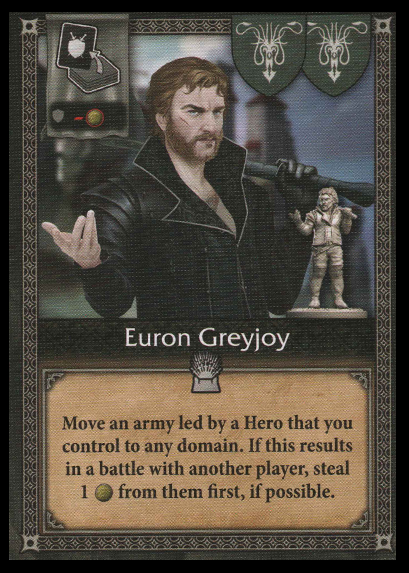 Euron Greyjoy
Move an army led by a Hero that you
control to any domain. If this results
in a battle with another player, steal
1 from them first, if possible.